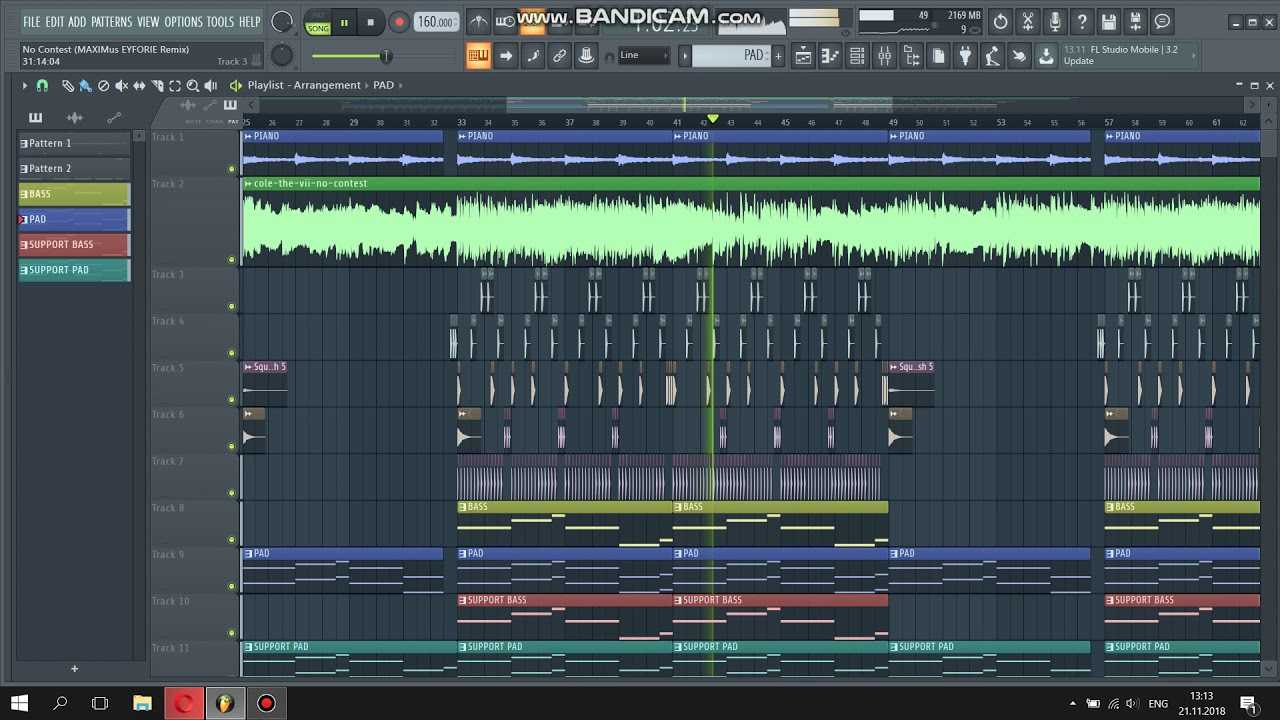 FILE EDIT ADD PATTERNS VIEW OPTIONS TOOLS HELP
PAT
SONG
160.000
www.BANDICAM.com
49
2169 MB
9
No Contest (MAXIMus EYFORIE Remix)
31:14:04
Track 3
Line
PAD
13.11 FL Studio Mobile | 3.2
Update
Playlist - Arrangement PAD
25 26 27 28 29 30 31 32 33 34 35 36 37 38 39 40 41 42 43 44 45 46 47 48 49 50 51 52 53 54 55 56 57 58 59 60 61 62
Pattern 1
Pattern 2
BASS
PAD
SUPPORT BASS
SUPPORT PAD
+
Track 1
PIANO PIANO PIANO PIANO PIANO
Track 2
cole-the-vii-no-contest
Track 3
Track 4
Track 5
Squ..h 5
Squ..sh 5
Track 6
Track 7
Track 8
BASS BASS BASS
Track 9
PAD PAD PAD PAD PAD
Track 10
SUPPORT BASS SUPPORT BASS SUPPORT BASS
Track 11
SUPPORT PAD SUPPORT PAD SUPPORT PAD SUPPORT PAD SUPPORT PAD
ENG
13:13
21.11.2018
1